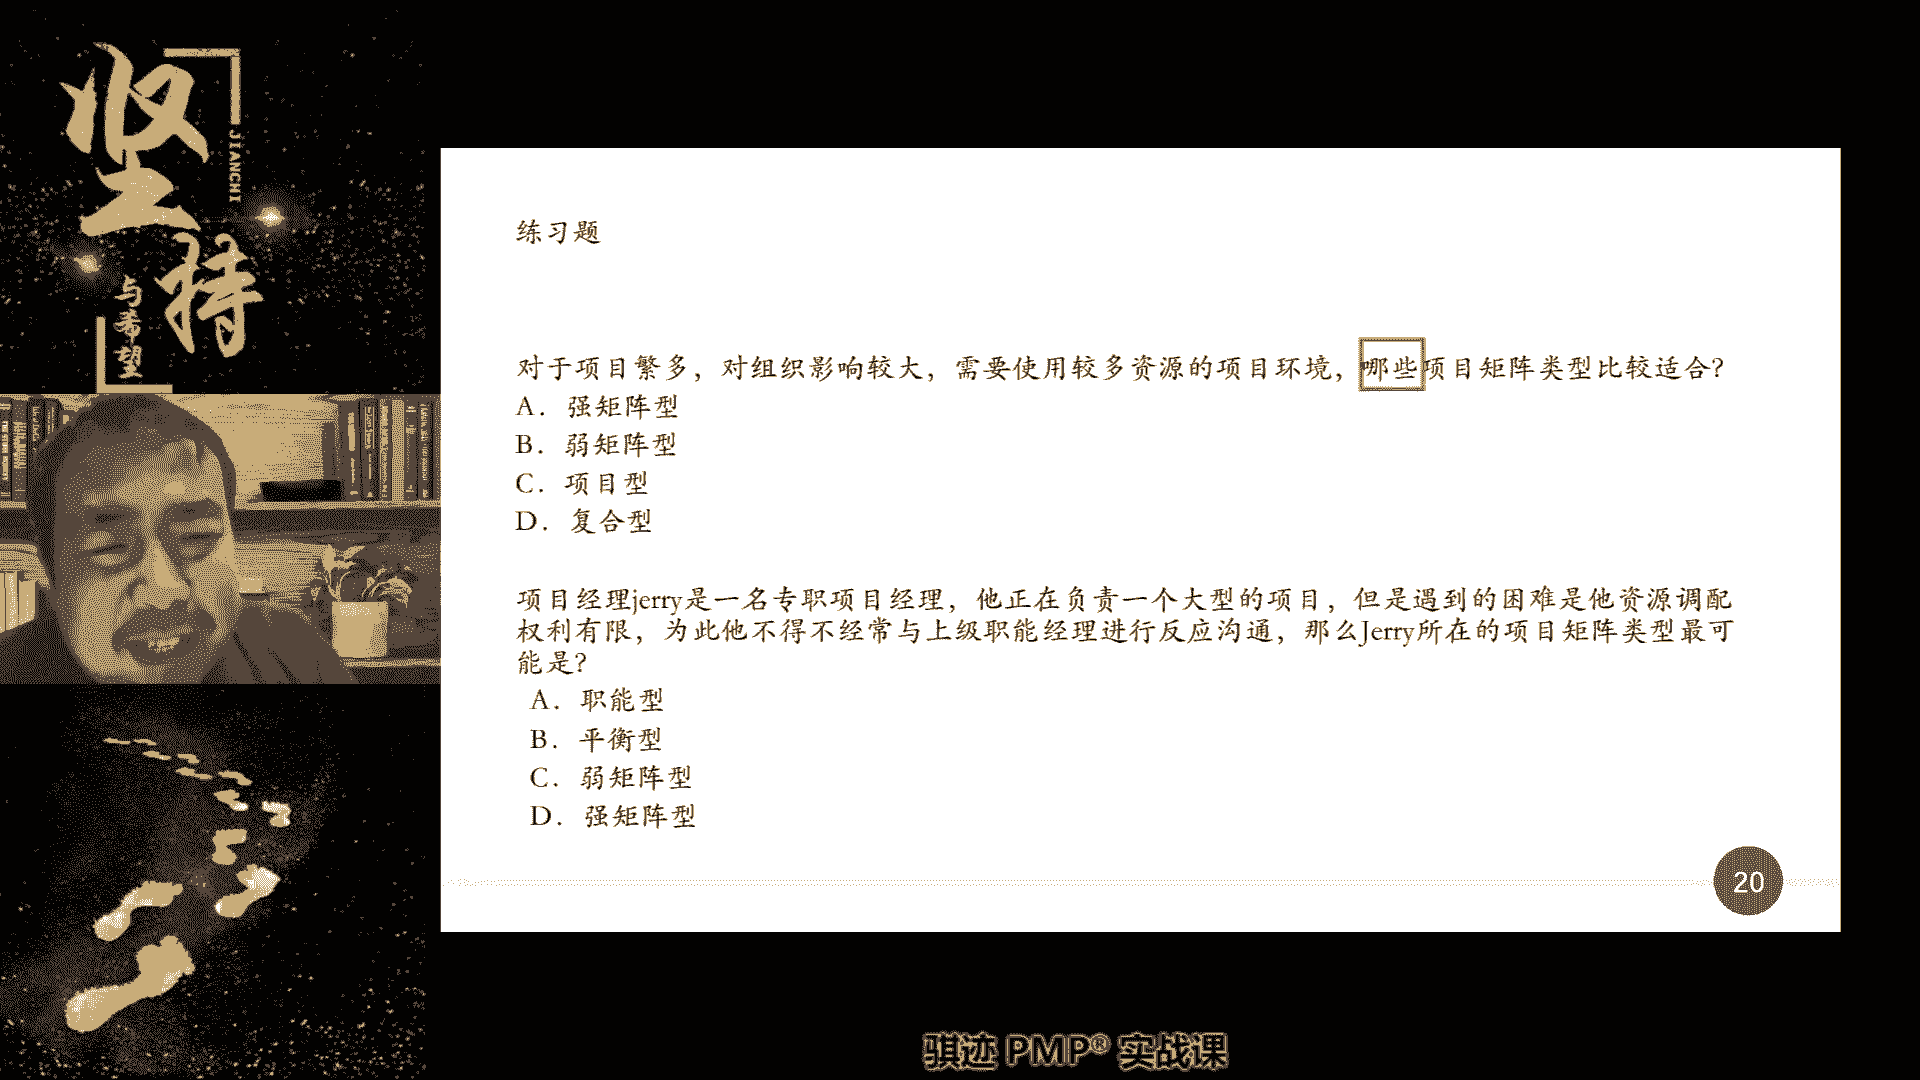 坚持
JIANCHI
与希望
练习题
对于项目繁多，对组织影响较大，需要使用较多资源的项目环境，哪些项目矩阵类型比较适合？
A．强矩阵型
B．弱矩阵型
C．项目型
D．复合型
项目经理jerry是一名专职项目经理，他正在负责一个大型的项目，但是遇到的困难是他资源调配
权利有限，为此他不得不经常与上级职能经理进行反应沟通，那么Jerry所在的项目矩阵类型最可
能是？
A．职能型
B．平衡型
C．弱矩阵型
D．强矩阵型
20
骐迹 PMP® 实战课